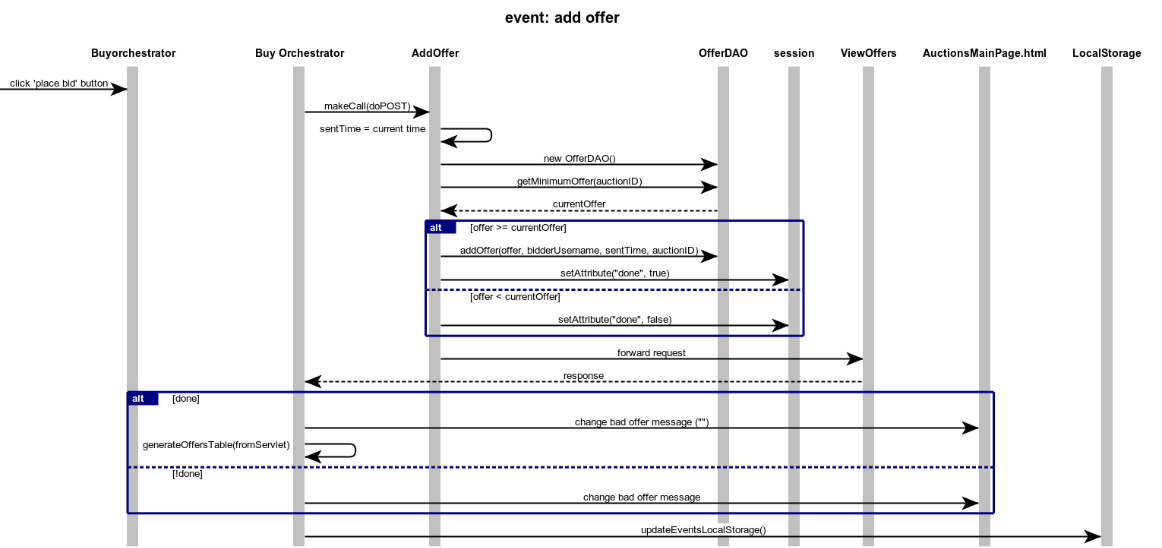 event: add offer
Buyorchestrator Buy Orchestrator AddOffer OfferDAO session ViewOffers AuctionsMainPage.html LocalStorage
click 'place bid' button
makeCall(doPOST)
sentTime = current time
new OfferDAO()
getMinimumOffer(auctionID)
currentOffer
alt [offer >= currentOffer]
addOffer(offer, bidderUsername, sentTime, auctionID)
setAttribute("done", true)
[offer < currentOffer]
setAttribute("done", false)
forward request
response
alt [done]
change bad offer message ("")
generateOffersTable(fromServlet)
[!done]
change bad offer message
updateEventsLocalStorage()